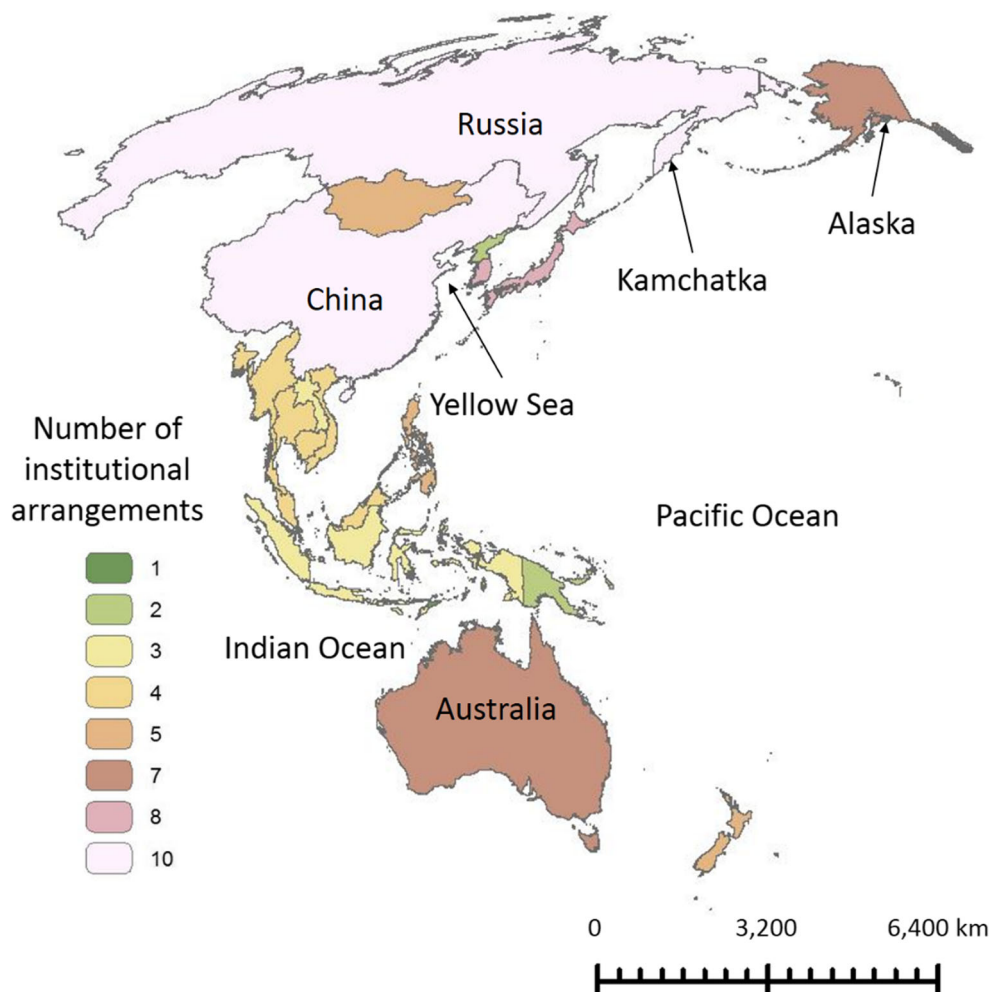 Russia
Alaska
Kamchatka
China
Yellow Sea
Number of
institutional
arrangements
1
2
3
4
5
7
8
10
Pacific Ocean
Indian Ocean
Australia
0 3,200 6,400 km